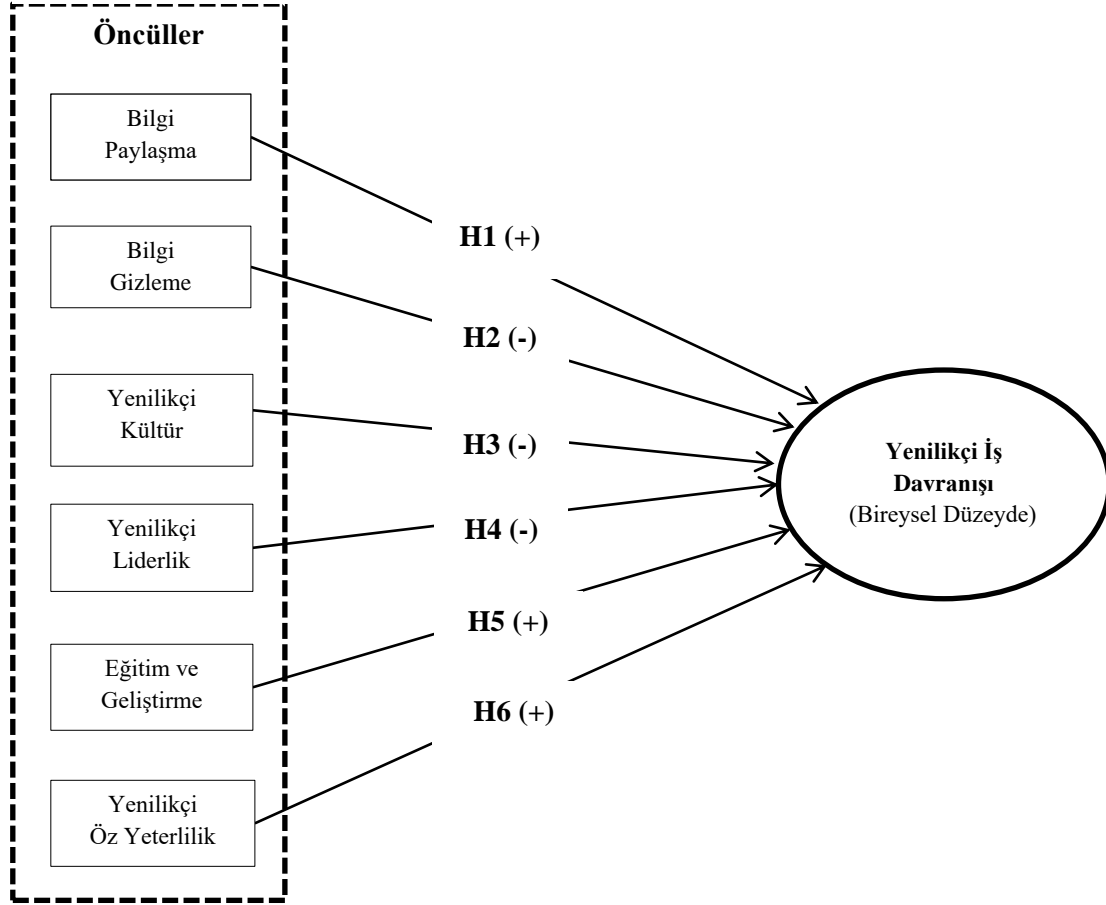 Öncüller
Bilgi
Paylaşma
H1 (+)
Bilgi
Gizleme
H2 (-)
Yenilikçi
Kültür
H3 (-)
Yenilikçi
Liderlik
H4 (-)
Eğitim ve
Geliştirme
H5 (+)
Yenilikçi
Öz Yeterlilik
H6 (+)
Yenilikçi İş
Davranışı
(Bireysel Düzeyde)